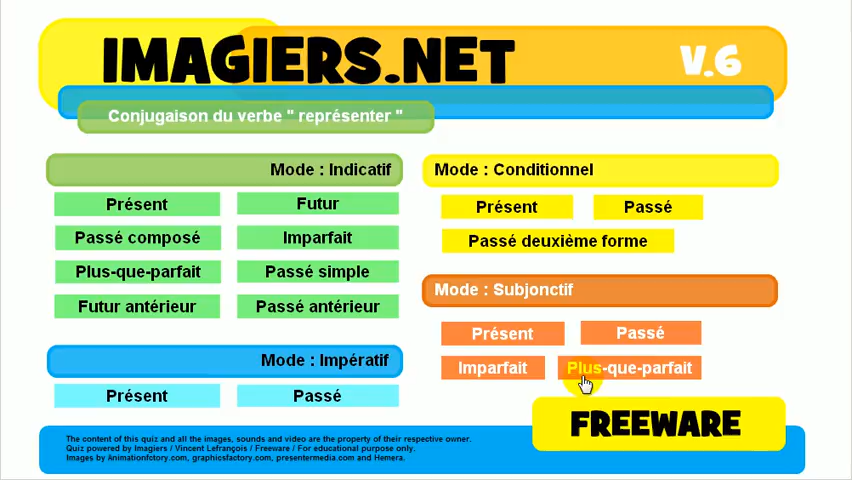 IMAGIERS.NET
V.6
Conjugaison du verbe " représenter "
Mode : Indicatif
Présent
Futur
Passé composé
Imparfait
Plus-que-parfait
Passé simple
Futur antérieur
Passé antérieur
Mode : Impératif
Présent
Passé
Mode : Conditionnel
Présent
Passé
Passé deuxième forme
Mode : Subjonctif
Présent
Passé
Imparfait
Plus-que-parfait
FREEWARE
The content of this quiz and all the images, sounds and video are the property of their respective owner.
Quiz powered by Imagiers / Vincent Lefrançois / Freeware / For educational purpose only.
Images by Animationfctory.com, graphicsfactory.com, presentermedia.com and Hemera.